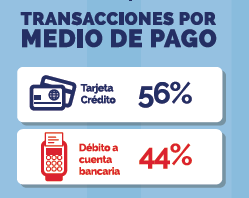 TRANSACCIONES POR
MEDIO DE PAGO
Tarjeta
Crédito
56%
Débito a
cuenta
bancaria
44%